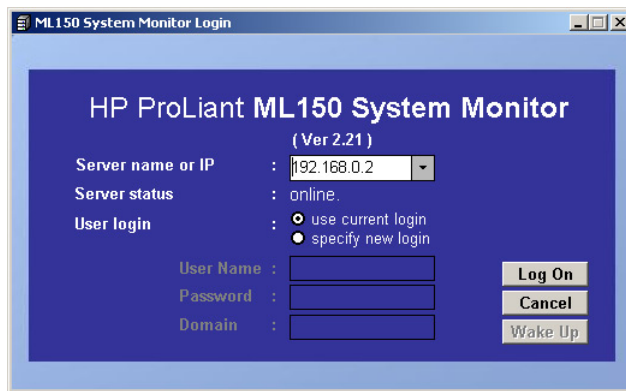 ML150 System Monitor Login
HP ProLiant ML150 System Monitor
( Ver 2.21 )
Server name or IP : 192.168.0.2
Server status : online.
User login : use current login
specify new login
User Name :
Password :
Domain :
Log On
Cancel
Wake Up